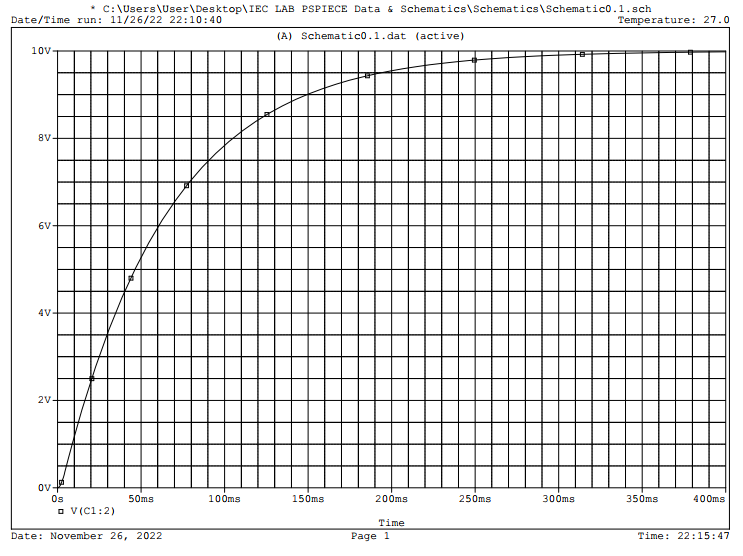 * C:\Users\User\Desktop\IEC LAB PSPIECE Data & Schematics\Schematics\Schematic0.1.sch
Date/Time run: 11/26/22 22:10:40 Temperature: 27.0
(A) Schematic0.1.dat (active)
10V
8V
6V
4V
2V
0V
0s 50ms 100ms 150ms 200ms 250ms 300ms 350ms 400ms
V(C1:2)
Time
Date: November 26, 2022 Page 1 Time: 22:15:47